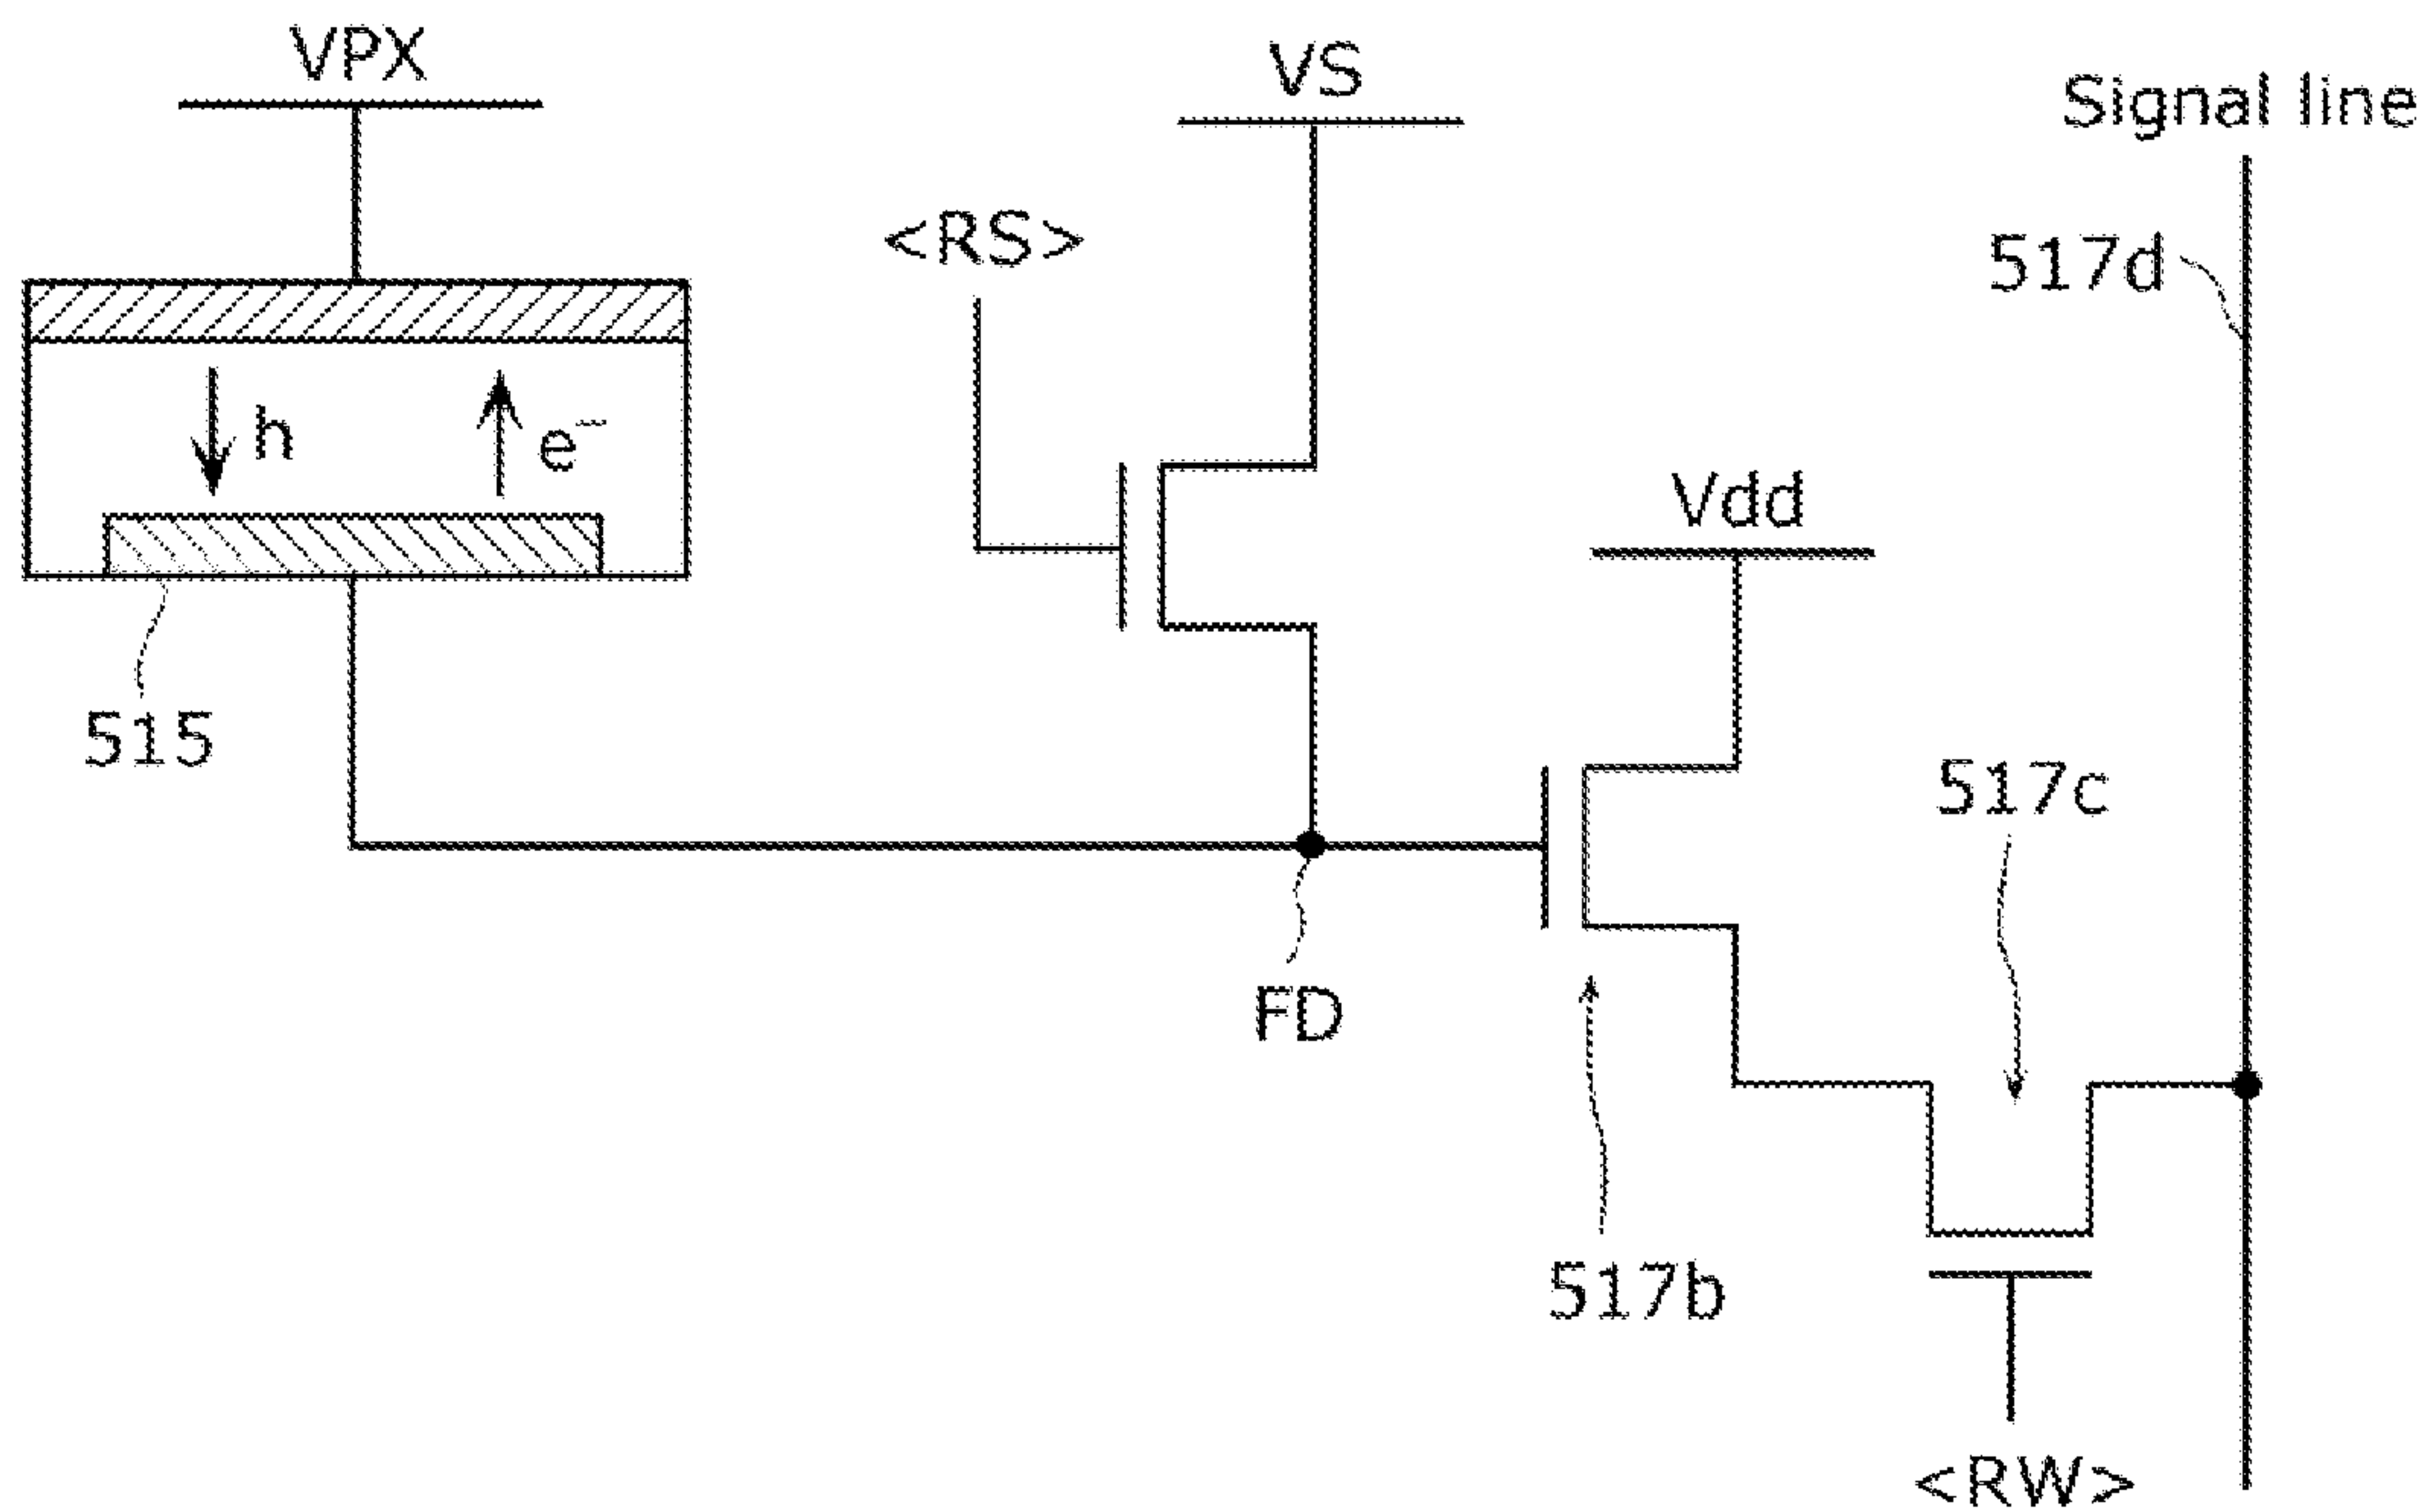 VPX
VS
Signal line
<RS>
517d
h
e⁻
Vdd
515
517c
FD
517b
<RW>